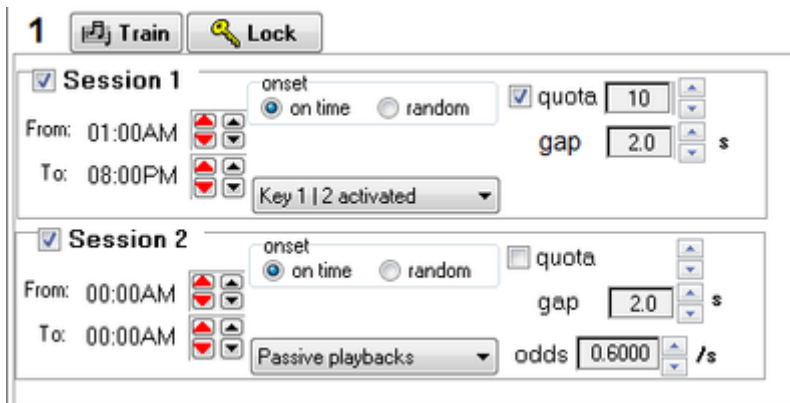 1 Train Lock
Session 1
onset
on time random
quota 10
From: 01:00AM
gap 2.0 s
To: 08:00PM
Key 1 | 2 activated
Session 2
onset
on time random
quota
From: 00:00AM
gap 2.0 s
To: 00:00AM
Passive playbacks odds 0.6000 /s